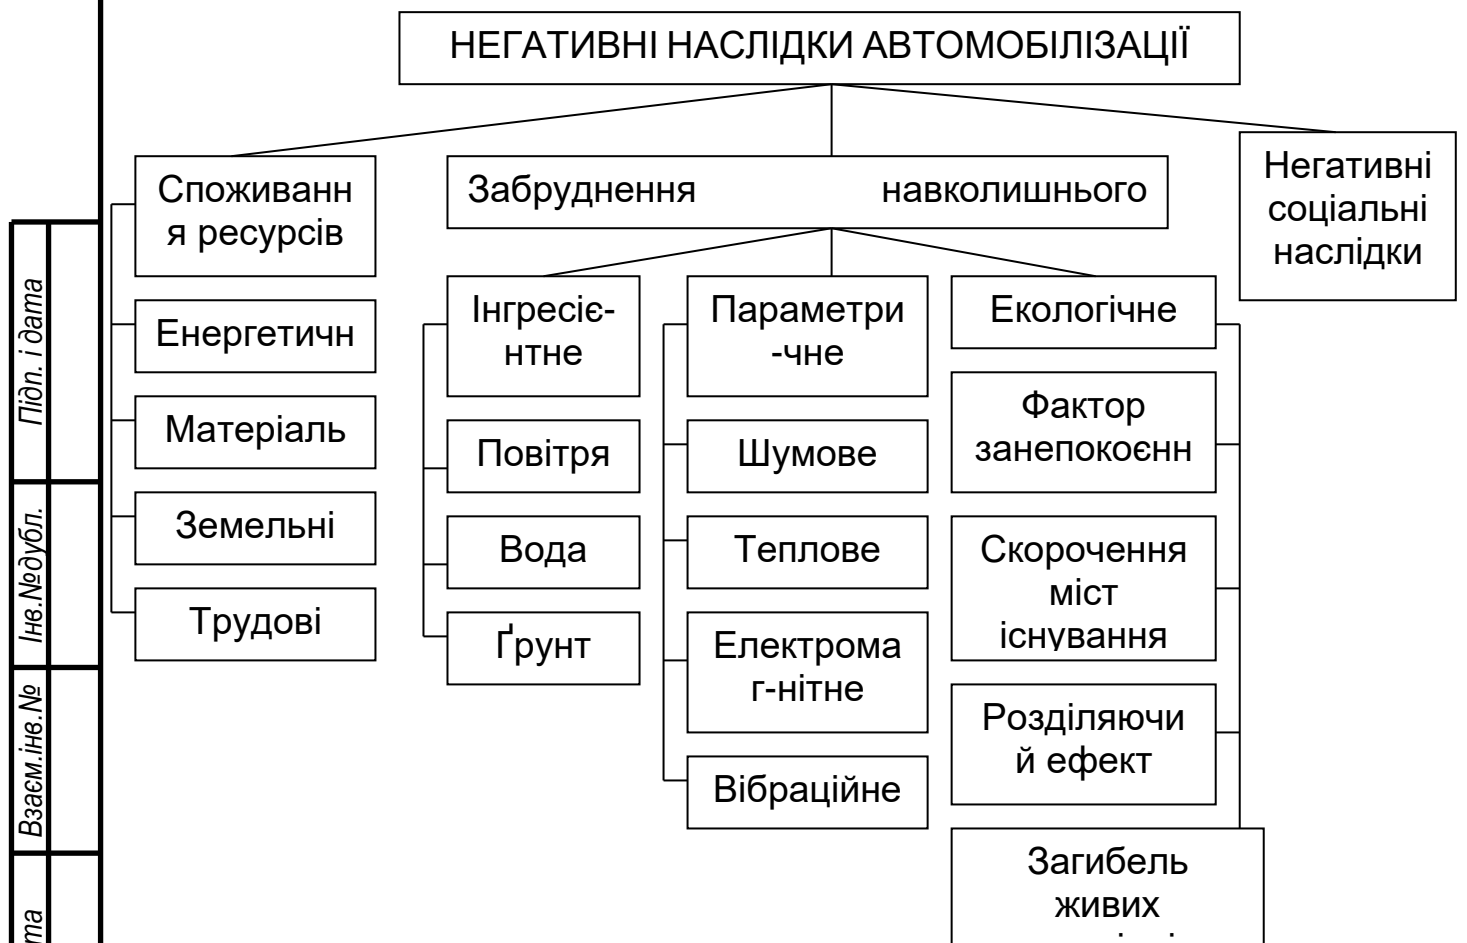 НЕГАТИВНІ НАСЛІДКИ АВТОМОБІЛІЗАЦІЇ
Споживанн
я ресурсів
Енергетичн
Матеріаль
Земельні
Трудові
Забруднення навколишнього
Інгресіє-
нтне
Повітря
Вода
Ґрунт
Параметри
-чне
Шумове
Теплове
Електрома
г-нітне
Вібраційне
Екологічне
Фактор
занепокоєнн
Скорочення
міст
існування
Розділяючи
й ефект
Загибель
живих
Негативні
соціальні
наслідки
Підп. і дата
Інв.№дубл.
Взаєм.інв.№
та